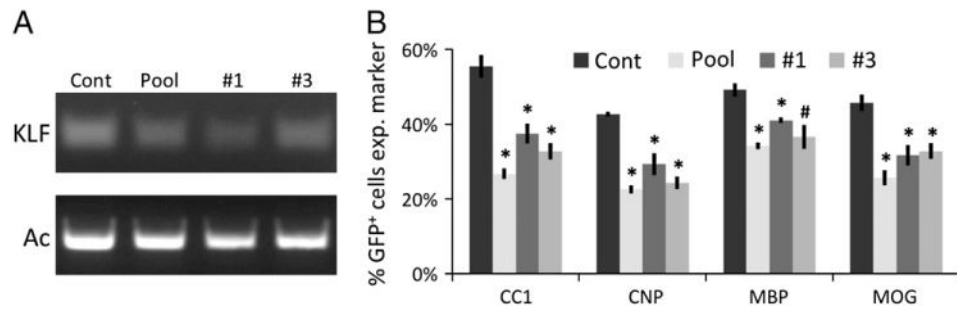 A
Cont Pool #1 #3
KLF
Ac
B
% GFP+ cells exp. marker
60%
40%
20%
0%
Cont Pool #1 #3
* * *
* * *
* * #
* * *
CC1 CNP MBP MOG